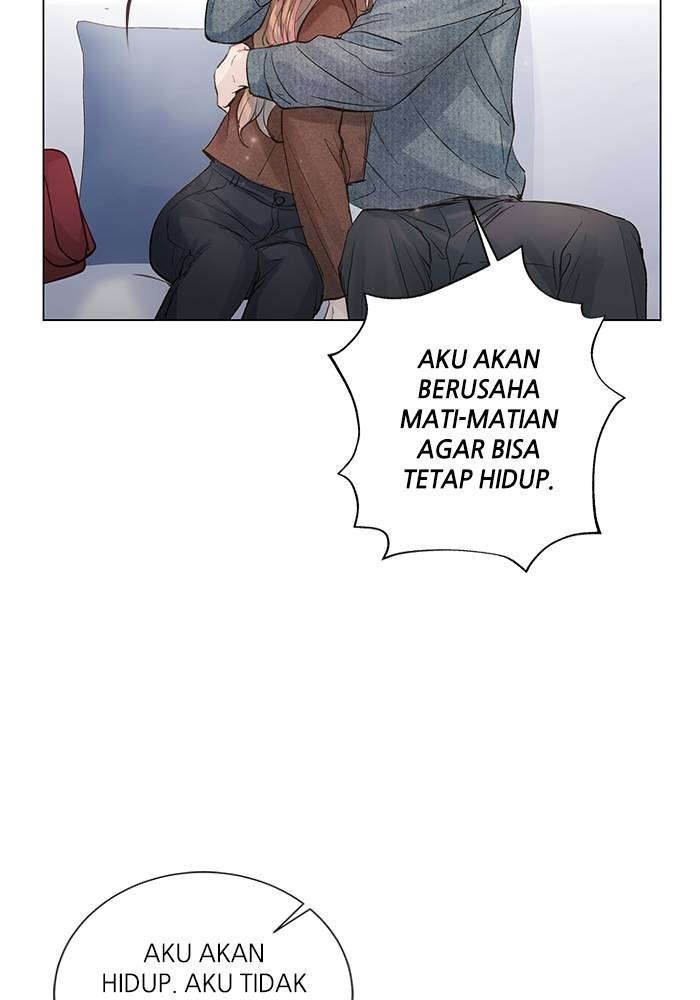 AKU AKAN
BERUSAHA
MATI-MATIAN
AGAR BISA
TETAP HIDUP.
AKU AKAN
HIDUP. AKU TIDAK